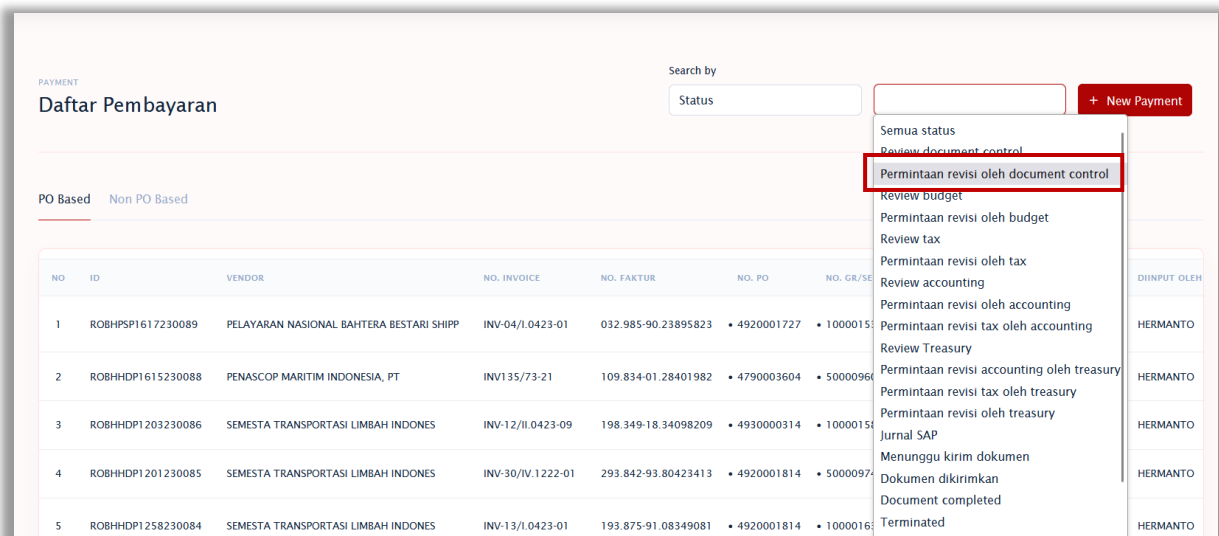 Search by
PAYMENT
Daftar Pembayaran
Status
+ New Payment
Semua status
Review document control
Permintaan revisi oleh document control
Review budget
Permintaan revisi oleh budget
Review tax
Permintaan revisi oleh tax
Review accounting
Permintaan revisi oleh accounting
Permintaan revisi tax oleh accounting
Review Treasury
Permintaan revisi accounting oleh treasury
Permintaan revisi tax oleh treasury
Permintaan revisi oleh treasury
Jurnal SAP
Menunggu kirim dokumen
Dokumen dikirimkan
Document completed
Terminated
PO Based Non PO Based
NO ID VENDOR NO. INVOICE NO. FAKTUR NO. PO NO. GR/SE DIINPUT OLEH
1 ROBHPSP1617230089 PELAYARAN NASIONAL BAHTERA BESTARI SHIPP INV-04/I.0423-01 032.985-90.23895823 • 4920001727 • 1000015 HERMANTO
2 ROBHHDP1615230088 PENASCOP MARITIM INDONESIA, PT INV135/73-21 109.834-01.28401982 • 4790003604 • 5000096 HERMANTO
3 ROBHHDP1203230086 SEMESTA TRANSPORTASI LIMBAH INDONES INV-12/II.0423-09 198.349-18.34098209 • 4930000314 • 1000015 HERMANTO
4 ROBHHDP1201230085 SEMESTA TRANSPORTASI LIMBAH INDONES INV-30/IV.1222-01 293.842-93.80423413 • 4920001814 • 5000097 HERMANTO
5 ROBHHDP1258230084 SEMESTA TRANSPORTASI LIMBAH INDONES INV-13/I.0423-01 193.875-91.08349081 • 4920001814 • 1000016 HERMANTO